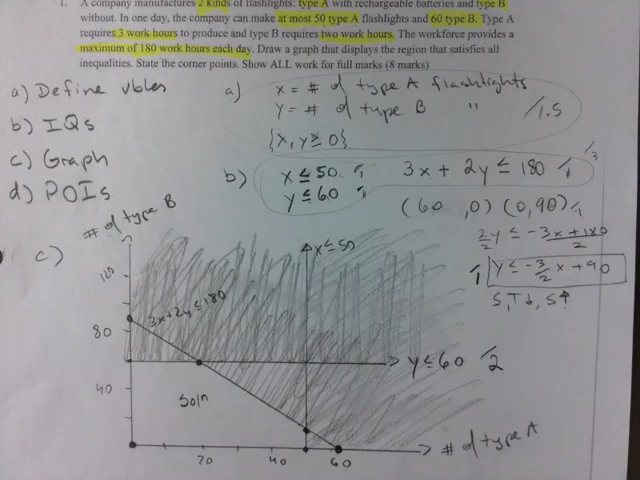 1. A company manufactures 2 kinds of flashlights: type A with rechargeable batteries and type B
without. In one day, the company can make at most 50 type A flashlights and 60 type B. Type A
requires 3 work hours to produce and type B requires two work hours. The workforce provides a
maximum of 180 work hours each day. Draw a graph that displays the region that satisfies all
inequalities. State the corner points. Show ALL work for full marks (8 marks)
a) Define vbles
b) IQs
c) Graph
d) POIs
a) x = # of type A flashlights
y = # of type B "
/1.5
{x, y ≥ 0}
b) x ≤ 50 3x + 2y ≤ 180
/3
y ≤ 60
(60, 0) (0, 90)
2y ≤ -3x + 180
2 2
y ≤ -3/2 x + 90
S, T↓, S↑
c)
# of type B
120
80
40
x ≤ 50
3x + 2y ≤ 180
y ≤ 60 /2
Soln
20 40 60
# of type A